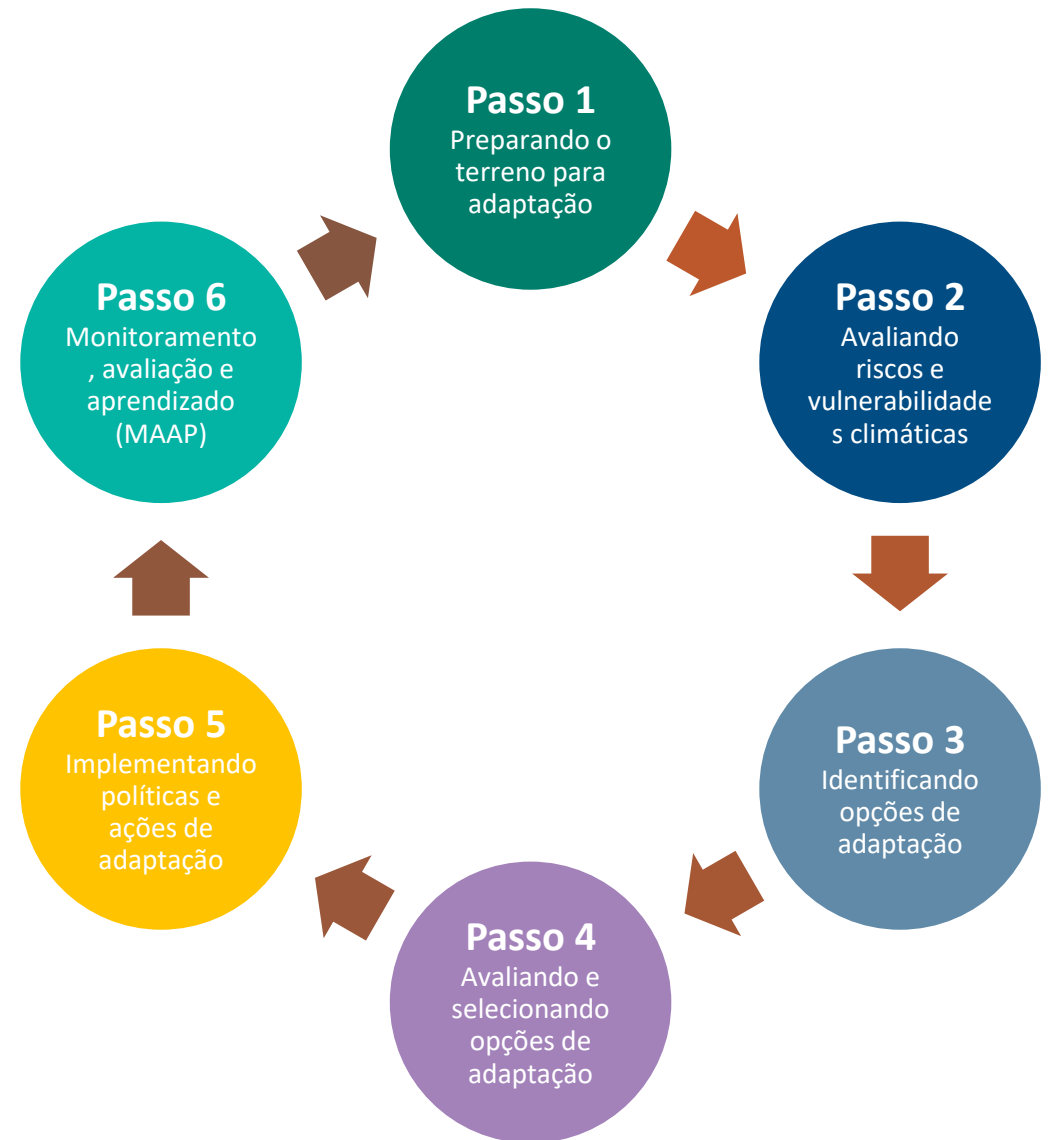 Passo 1
Preparando o
terreno para
adaptação
Passo 2
Avaliando
riscos e
vulnerabilidade
s climáticas
Passo 3
Identificando
opções de
adaptação
Passo 4
Avaliando e
selecionando
opções de
adaptação
Passo 5
Implementando
políticas e
ações de
adaptação
Passo 6
Monitoramento
, avaliação e
aprendizado
(MAAP)